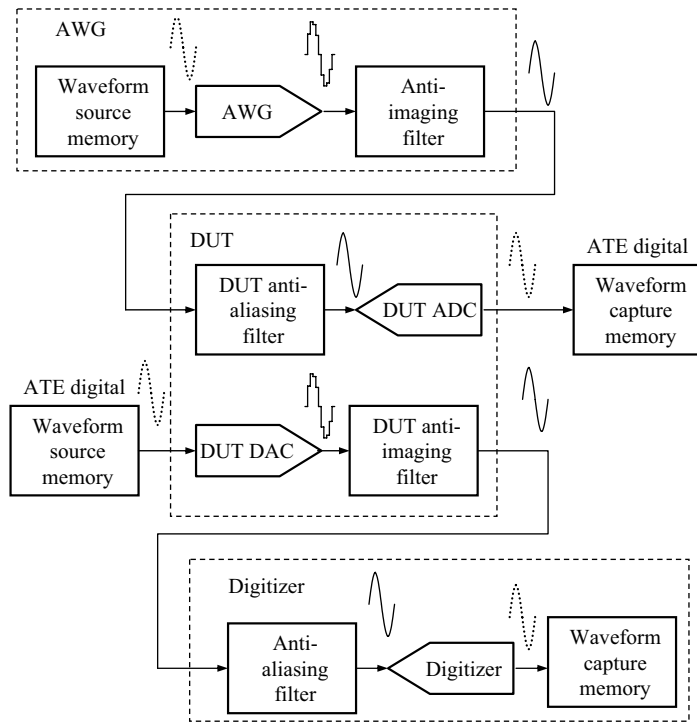 AWG
Waveform
source
memory
AWG
Anti-
imaging
filter
DUT
DUT anti-
aliasing
filter
DUT ADC
ATE digital
Waveform
capture
memory
ATE digital
Waveform
source
memory
DUT DAC
DUT anti-
imaging
filter
Digitizer
Anti-
aliasing
filter
Digitizer
Waveform
capture
memory